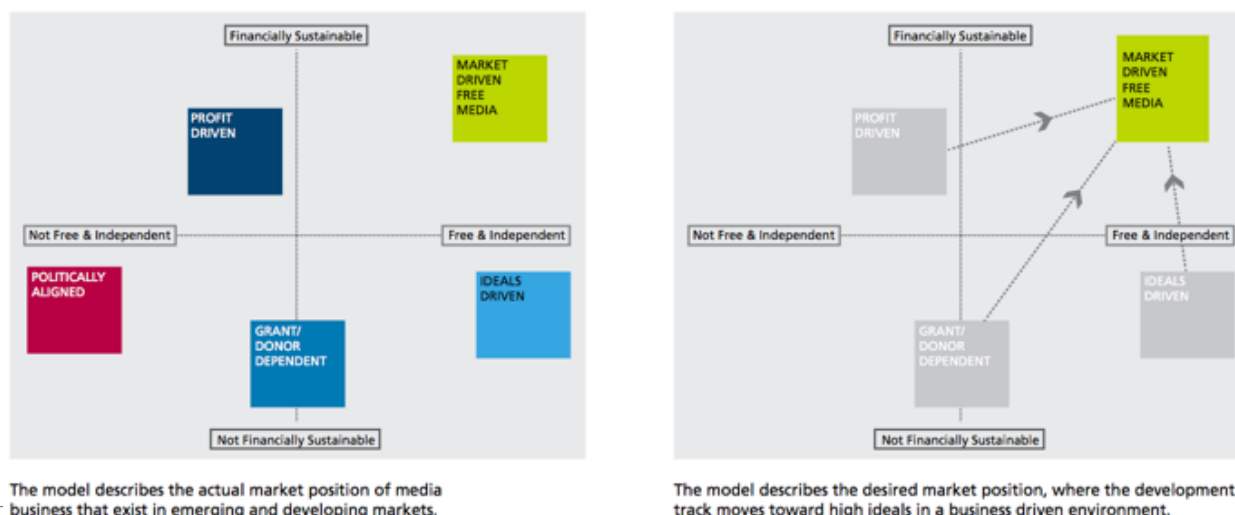 Financially Sustainable
MARKET
DRIVEN
FREE
MEDIA
PROFIT
DRIVEN
Not Free & Independent
Free & Independent
POLITICALLY
ALIGNED
IDEALS
DRIVEN
GRANT/
DONOR
DEPENDENT
Not Financially Sustainable
The model describes the actual market position of media
business that exist in emerging and developing markets.
Financially Sustainable
MARKET
DRIVEN
FREE
MEDIA
PROFIT
DRIVEN
Not Free & Independent
Free & Independent
IDEALS
DRIVEN
GRANT/
DONOR
DEPENDENT
Not Financially Sustainable
The model describes the desired market position, where the development
track moves toward high ideals in a business driven environment.